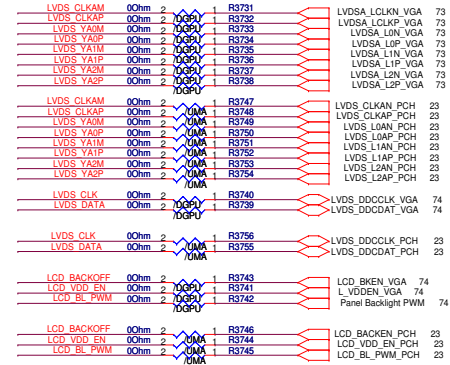 LVDS_CLKAM 0Ohm 2 /DGPU 1 R3731 LVDSA_LCLKN_VGA 73
LVDS_CLKAP 0Ohm 2 /DGPU 1 R3732 LVDSA_LCLKP_VGA 73
LVDS_YA0M 0Ohm 2 /DGPU 1 R3733 LVDSA_L0N_VGA 73
LVDS_YA0P 0Ohm 2 /DGPU 1 R3734 LVDSA_L0P_VGA 73
LVDS_YA1M 0Ohm 2 /DGPU 1 R3735 LVDSA_L1N_VGA 73
LVDS_YA1P 0Ohm 2 /DGPU 1 R3736 LVDSA_L1P_VGA 73
LVDS_YA2M 0Ohm 2 /DGPU 1 R3737 LVDSA_L2N_VGA 73
LVDS_YA2P 0Ohm 2 /DGPU 1 R3738 LVDSA_L2P_VGA 73
LVDS_CLKAM 0Ohm 2 /UMA 1 R3747 LVDS_CLKAN_PCH 23
LVDS_CLKAP 0Ohm 2 /UMA 1 R3748 LVDS_CLKAP_PCH 23
LVDS_YA0M 0Ohm 2 /UMA 1 R3749 LVDS_L0AN_PCH 23
LVDS_YA0P 0Ohm 2 /UMA 1 R3750 LVDS_L0AP_PCH 23
LVDS_YA1M 0Ohm 2 /UMA 1 R3751 LVDS_L1AN_PCH 23
LVDS_YA1P 0Ohm 2 /UMA 1 R3752 LVDS_L1AP_PCH 23
LVDS_YA2M 0Ohm 2 /UMA 1 R3753 LVDS_L2AN_PCH 23
LVDS_YA2P 0Ohm 2 /UMA 1 R3754 LVDS_L2AP_PCH 23
LVDS_CLK 0Ohm 2 /DGPU 1 R3740 LVDS_DDCCLK_VGA 74
LVDS_DATA 0Ohm 2 /DGPU 1 R3739 LVDS_DDCDAT_VGA 74
LVDS_CLK 0Ohm 2 /UMA 1 R3756 LVDS_DDCCLK_PCH 23
LVDS_DATA 0Ohm 2 /UMA 1 R3755 LVDS_DDCDAT_PCH 23
LCD_BACKOFF 0Ohm 2 /DGPU 1 R3743 LCD_BKEN_VGA 74
LCD_VDD_EN 0Ohm 2 /DGPU 1 R3741 L_VDDEN_VGA 74
LCD_BL_PWM 0Ohm 2 /DGPU 1 R3742 Panel Backlight PWM 74
LCD_BACKOFF 0Ohm 2 /UMA 1 R3746 LCD_BACKEN_PCH 23
LCD_VDD_EN 0Ohm 2 /UMA 1 R3744 LCD_VDD_EN_PCH 23
LCD_BL_PWM 0Ohm 2 /UMA 1 R3745 LCD_BL_PWM_PCH 23